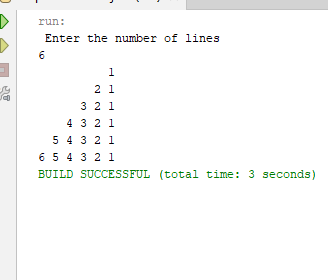 run:
 Enter the number of lines
6
          1
        2 1
      3 2 1
    4 3 2 1
  5 4 3 2 1
6 5 4 3 2 1
BUILD SUCCESSFUL (total time: 3 seconds)